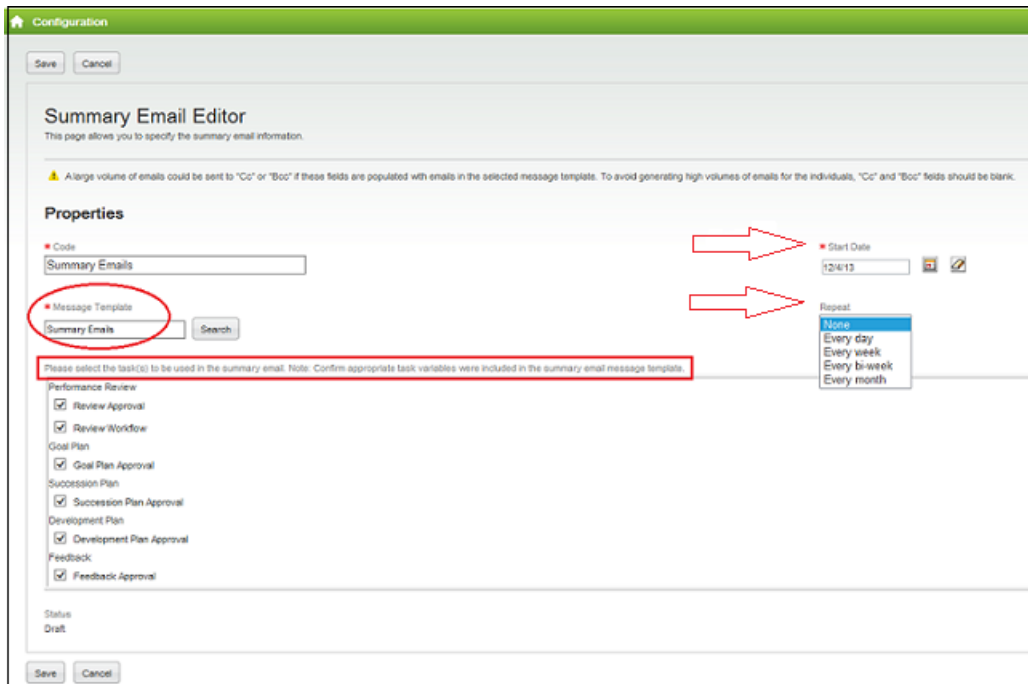 Configuration
Save Cancel
Summary Email Editor
This page allows you to specify the summary email information.
A large volume of emails could be sent to "Cc" or "Bcc" if these fields are populated with emails in the selected message template. To avoid generating high volumes of emails for the individuals, "Cc" and "Bcc" fields should be blank.
Properties
* Code
Summary Emails
* Start Date
12/4/13
* Message Template
Summary Emails Search
Repeat
None
Every day
Every week
Every bi-week
Every month
Please select the task(s) to be used in the summary email. Note: Confirm appropriate task variables were included in the summary email message template.
Performance Review
Review Approval
Review Workflow
Goal Plan
Goal Plan Approval
Succession Plan
Succession Plan Approval
Development Plan
Development Plan Approval
Feedback
Feedback Approval
Status
Draft
Save Cancel